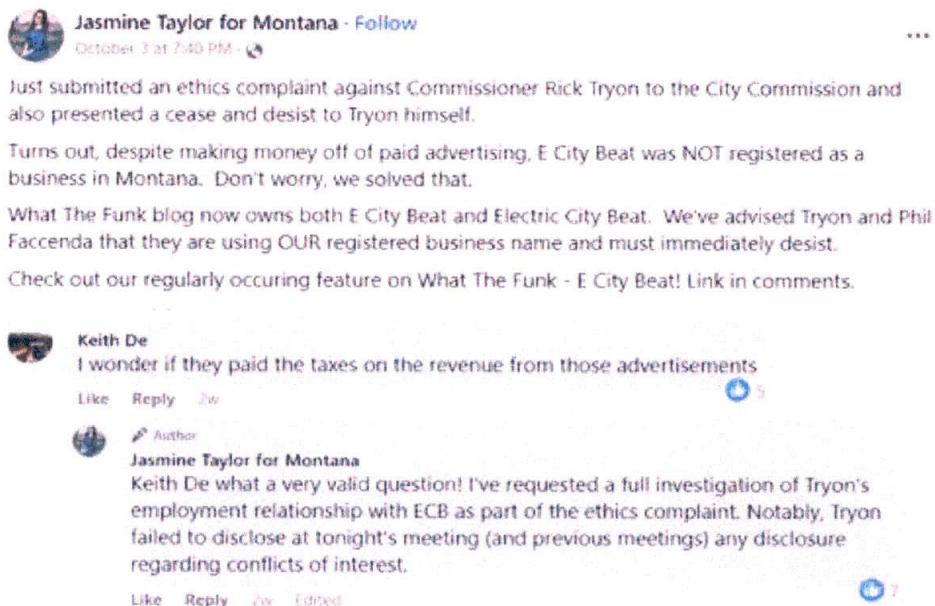 Jasmine Taylor for Montana · Follow
October 3 at 7:40 PM ·
Just submitted an ethics complaint against Commissioner Rick Tryon to the City Commission and
also presented a cease and desist to Tryon himself.
Turns out, despite making money off of paid advertising, E City Beat was NOT registered as a
business in Montana.  Don't worry, we solved that.
What The Funk blog now owns both E City Beat and Electric City Beat.  We've advised Tryon and Phil
Faccenda that they are using OUR registered business name and must immediately desist.
Check out our regularly occuring feature on What The Funk - E City Beat! Link in comments.
Keith De
I wonder if they paid the taxes on the revenue from those advertisements
Like Reply 2w 5
Author
Jasmine Taylor for Montana
Keith De what a very valid question! I've requested a full investigation of Tryon's
employment relationship with ECB as part of the ethics complaint. Notably, Tryon
failed to disclose at tonight's meeting (and previous meetings) any disclosure
regarding conflicts of interest.
Like Reply 2w Edited 7